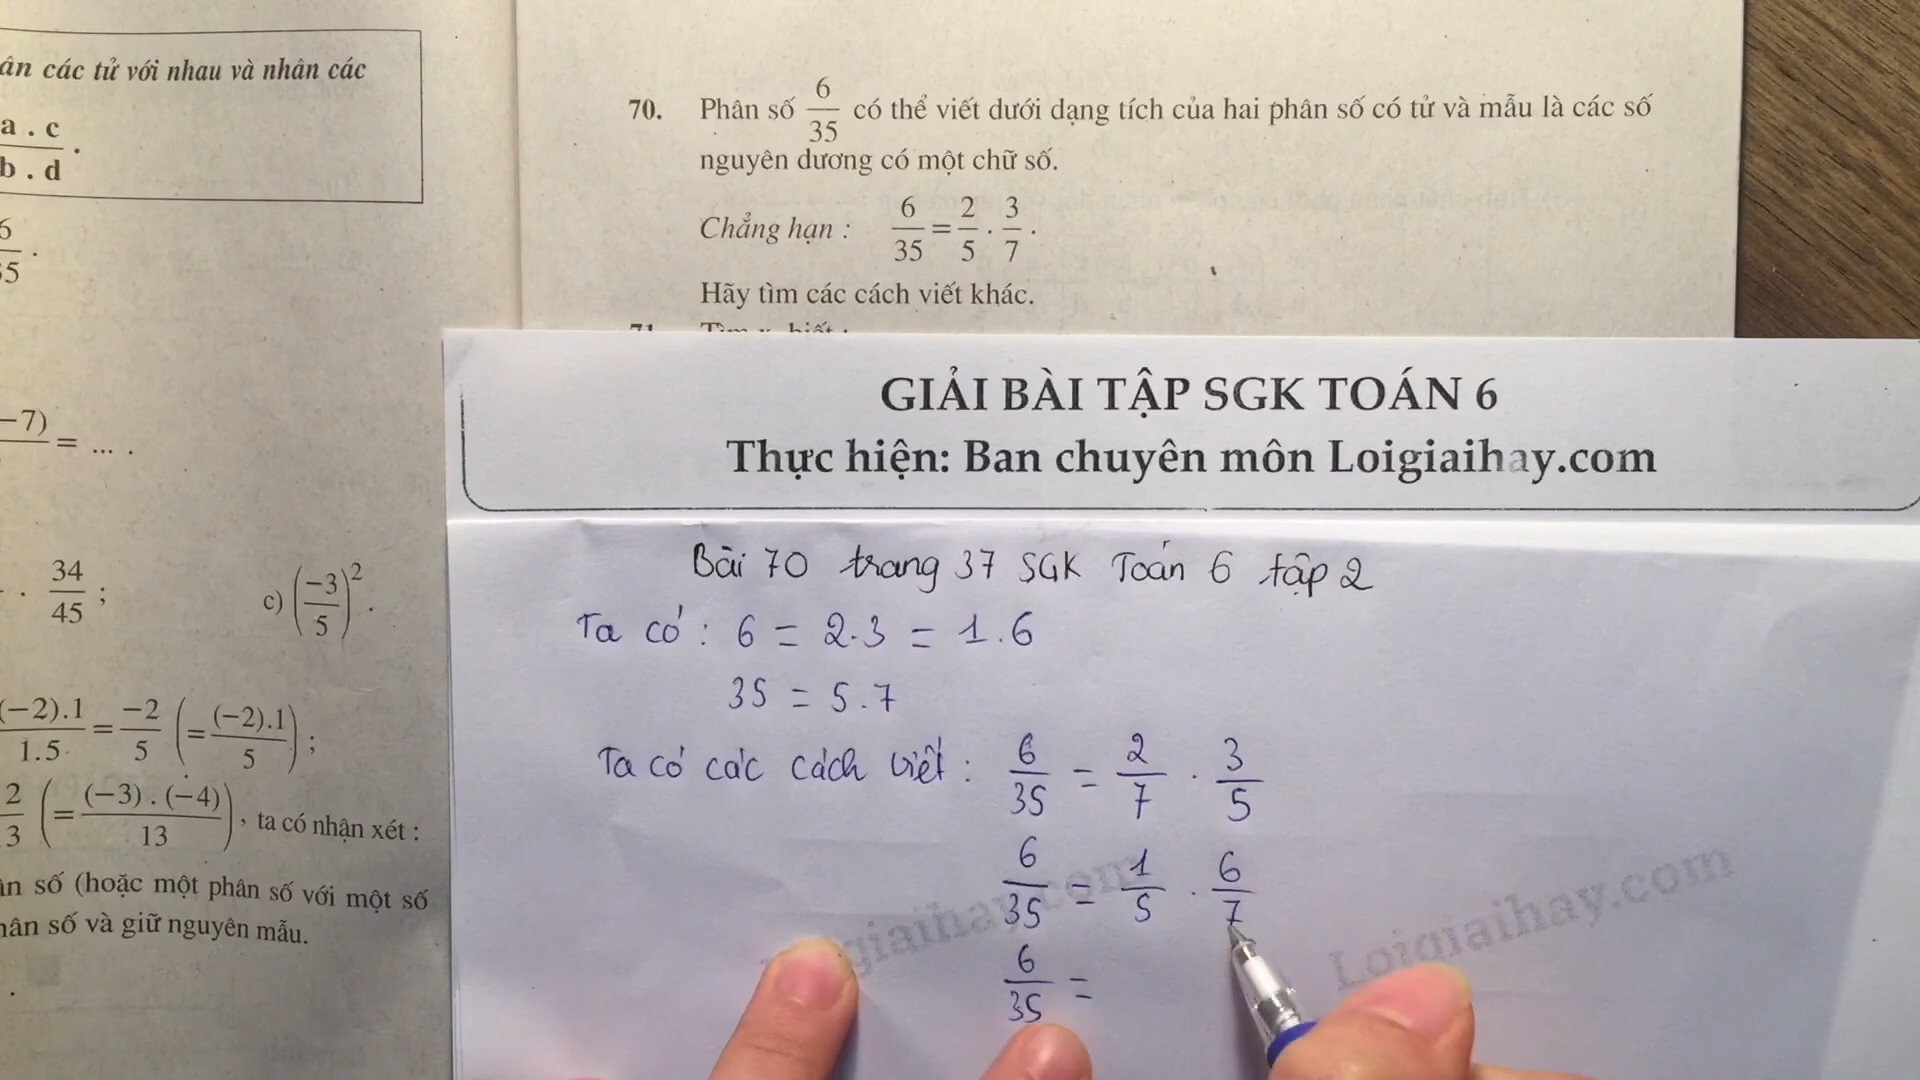 ân các tử với nhau và nhân các
a . c
b . d .
6
35 .
-7)
= ... .
. 34/45 ;
c) (-3/5)² .
(-2).1/1.5 = -2/5 (= (-2).1/5) ;
2/3 (= (-3) . (-4)/13), ta có nhận xét :
ân số (hoặc một phân số với một số
hân số và giữ nguyên mẫu.
70. Phân số 6/35 có thể viết dưới dạng tích của hai phân số có tử và mẫu là các số
nguyên dương có một chữ số.
Chẳng hạn : 6/35 = 2/5 . 3/7 .
Hãy tìm các cách viết khác.
71. Tìm x, biết :
GIẢI BÀI TẬP SGK TOÁN 6
Thực hiện: Ban chuyên môn Loigiaihay.com
Bài 70 trang 37 SGK Toán 6 tập 2
Ta có : 6 = 2.3 = 1.6
35 = 5.7
Ta có các cách viết : 6/35 = 2/7 . 3/5
6/35 = 1/5 . 6/7
6/35 =
giaihay.com
Loigiaihay.com